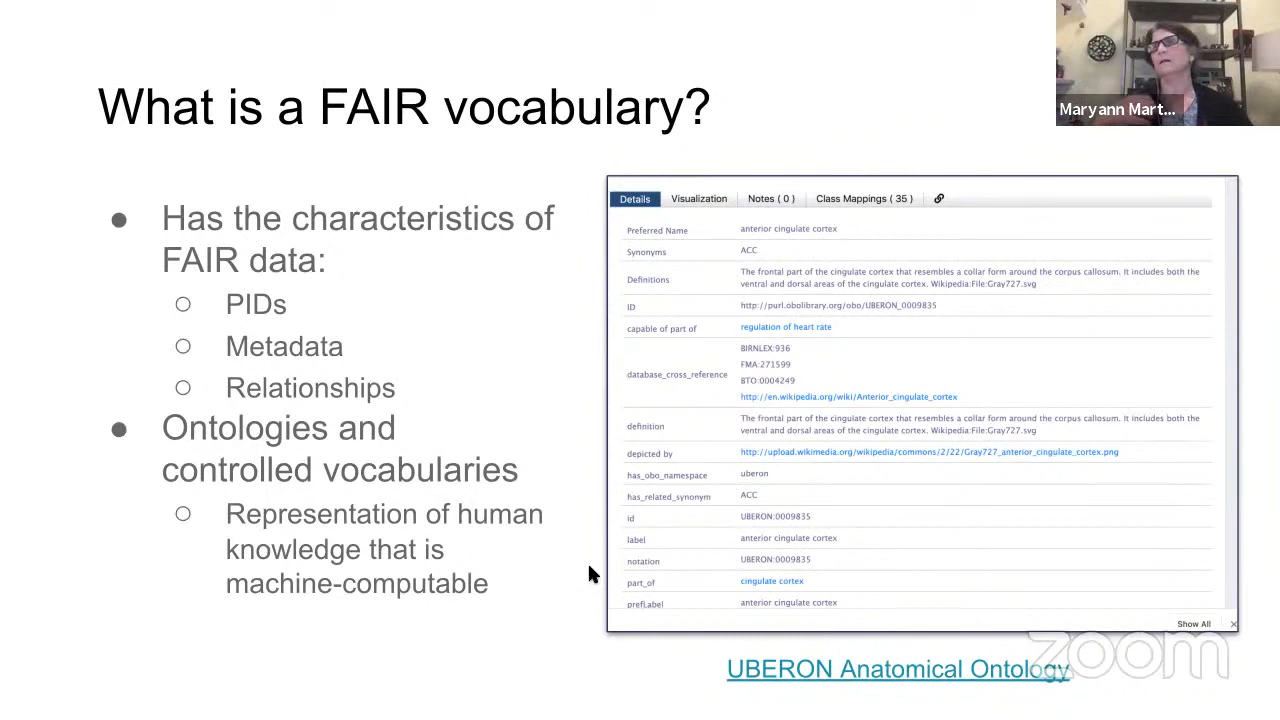 What is a FAIR vocabulary?
Maryann Mart...
● Has the characteristics of
FAIR data:
○ PIDs
○ Metadata
○ Relationships
● Ontologies and
controlled vocabularies
○ Representation of human
knowledge that is
machine-computable
Details Visualization Notes ( 0 ) Class Mappings ( 35 )
Preferred Name anterior cingulate cortex
Synonyms ACC
Definitions The frontal part of the cingulate cortex that resembles a collar form around the corpus callosum. It includes both the
ventral and dorsal areas of the cingulate cortex. Wikipedia:File:Gray727.svg
ID http://purl.obolibrary.org/obo/UBERON_0009835
capable of part of regulation of heart rate
database_cross_reference BIRNLEX:936
FMA:271599
BTO:0004249
http://en.wikipedia.org/wiki/Anterior_cingulate_cortex
definition The frontal part of the cingulate cortex that resembles a collar form around the corpus callosum. It includes both the
ventral and dorsal areas of the cingulate cortex. Wikipedia:File:Gray727.svg
depicted by http://upload.wikimedia.org/wikipedia/commons/2/22/Gray727_anterior_cingulate_cortex.png
has_obo_namespace uberon
has_related_synonym ACC
id UBERON:0009835
label anterior cingulate cortex
notation UBERON:0009835
part_of cingulate cortex
prefLabel anterior cingulate cortex
Show All ×
UBERON Anatomical Ontology
zoom